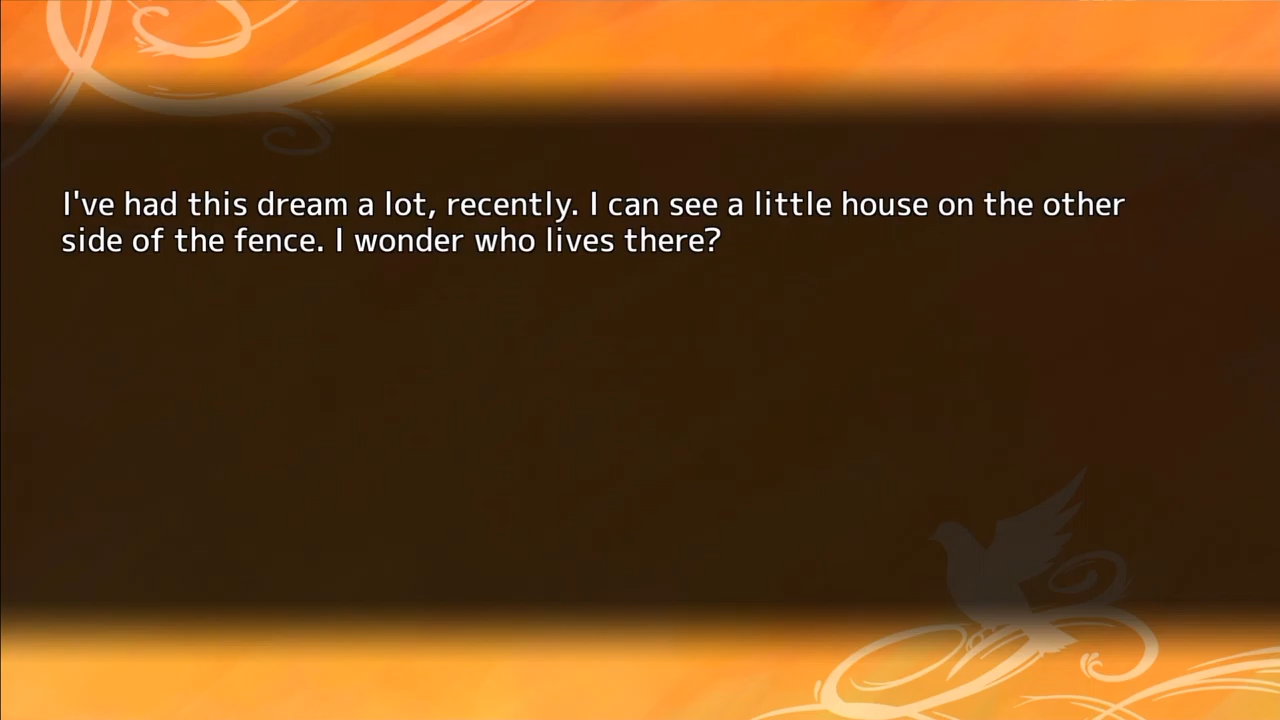 I've had this dream a lot, recently. I can see a little house on the other
side of the fence. I wonder who lives there?